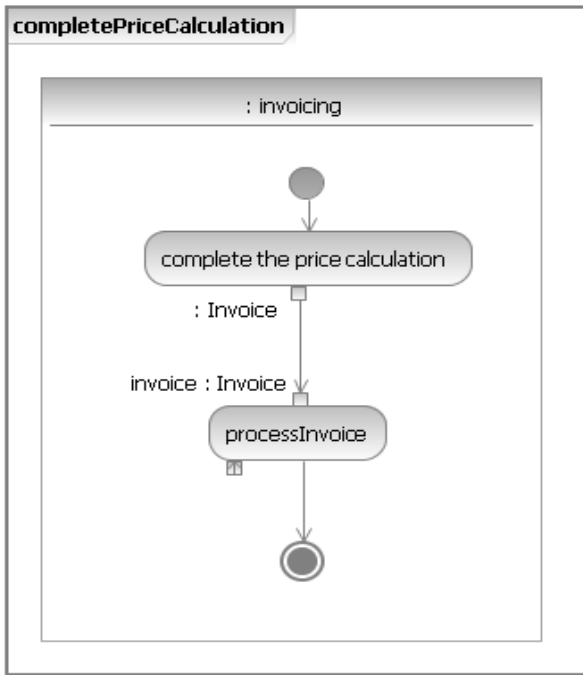 completePriceCalculation
: invoicing
complete the price calculation
: Invoice
invoice : Invoice
processInvoice